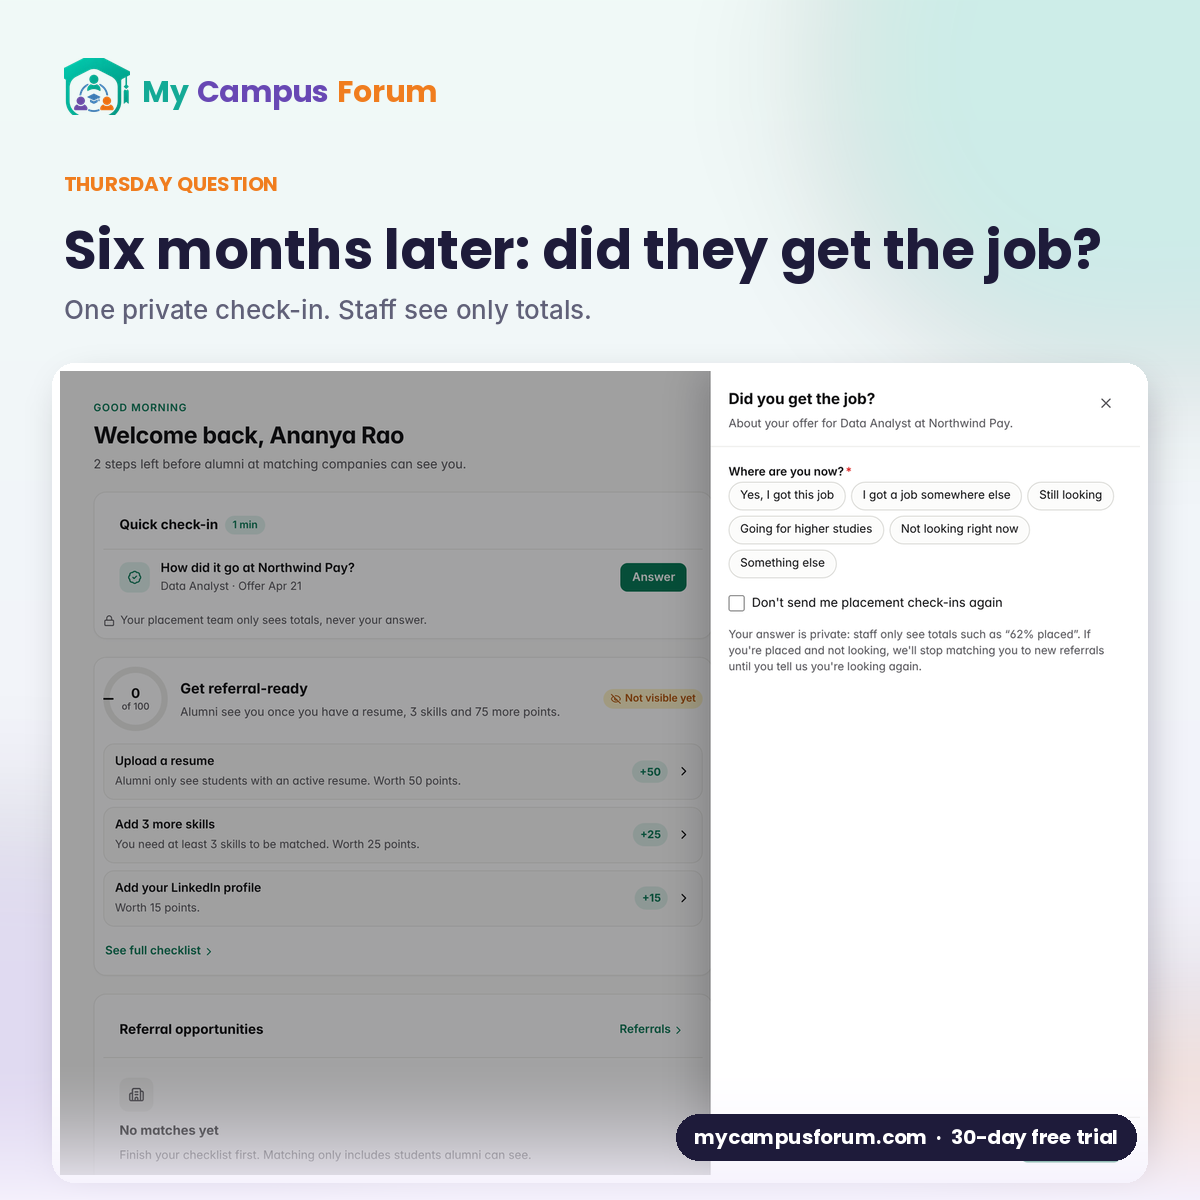 My Campus Forum
THURSDAY QUESTION
Six months later: did they get the job?
One private check-in. Staff see only totals.
GOOD MORNING
Welcome back, Ananya Rao
2 steps left before alumni at matching companies can see you.
Quick check-in 1 min
How did it go at Northwind Pay?
Data Analyst · Offer Apr 21
Answer
Your placement team only sees totals, never your answer.
0
of 100
Get referral-ready
Alumni see you once you have a resume, 3 skills and 75 more points.
Not visible yet
Upload a resume
Alumni only see students with an active resume. Worth 50 points.
+50
Add 3 more skills
You need at least 3 skills to be matched. Worth 25 points.
+25
Add your LinkedIn profile
Worth 15 points.
+15
See full checklist
Referral opportunities
Referrals
No matches yet
Finish your checklist first. Matching only includes students alumni can see.
Did you get the job?
About your offer for Data Analyst at Northwind Pay.
Where are you now? *
Yes, I got this job
I got a job somewhere else
Still looking
Going for higher studies
Not looking right now
Something else
Don't send me placement check-ins again
Your answer is private: staff only see totals such as “62% placed”. If
you're placed and not looking, we'll stop matching you to new referrals
until you tell us you're looking again.
mycampusforum.com · 30-day free trial